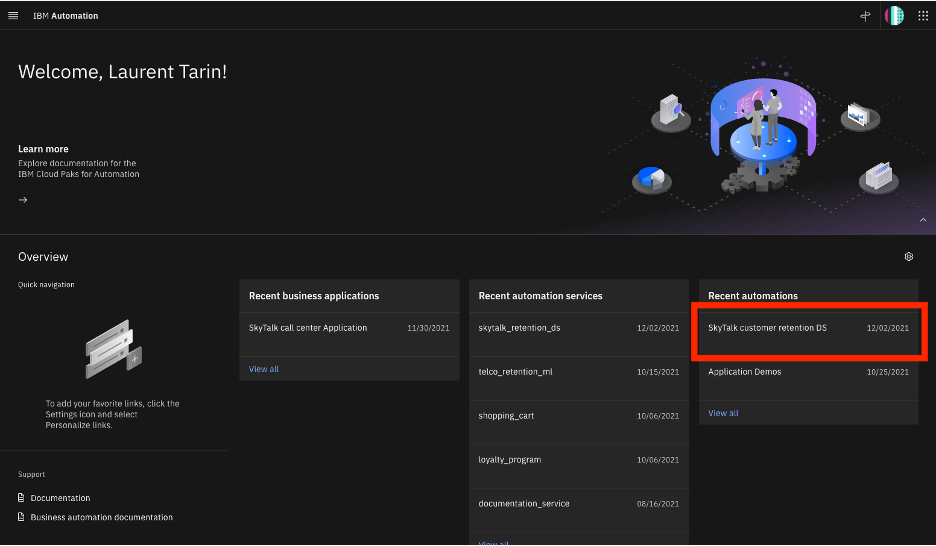 IBM Automation
Welcome, Laurent Tarin!
Learn more
Explore documentation for the
IBM Cloud Paks for Automation
Overview
Quick navigation
To add your favorite links, click the
Settings icon and select
Personalize links.
Support
Documentation
Business automation documentation
Recent business applications
SkyTalk call center Application 11/30/2021
View all
Recent automation services
skytalk_retention_ds 12/02/2021
telco_retention_ml 10/15/2021
shopping_cart 10/06/2021
loyalty_program 10/06/2021
documentation_service 08/16/2021
View all
Recent automations
SkyTalk customer retention DS 12/02/2021
Application Demos 10/25/2021
View all